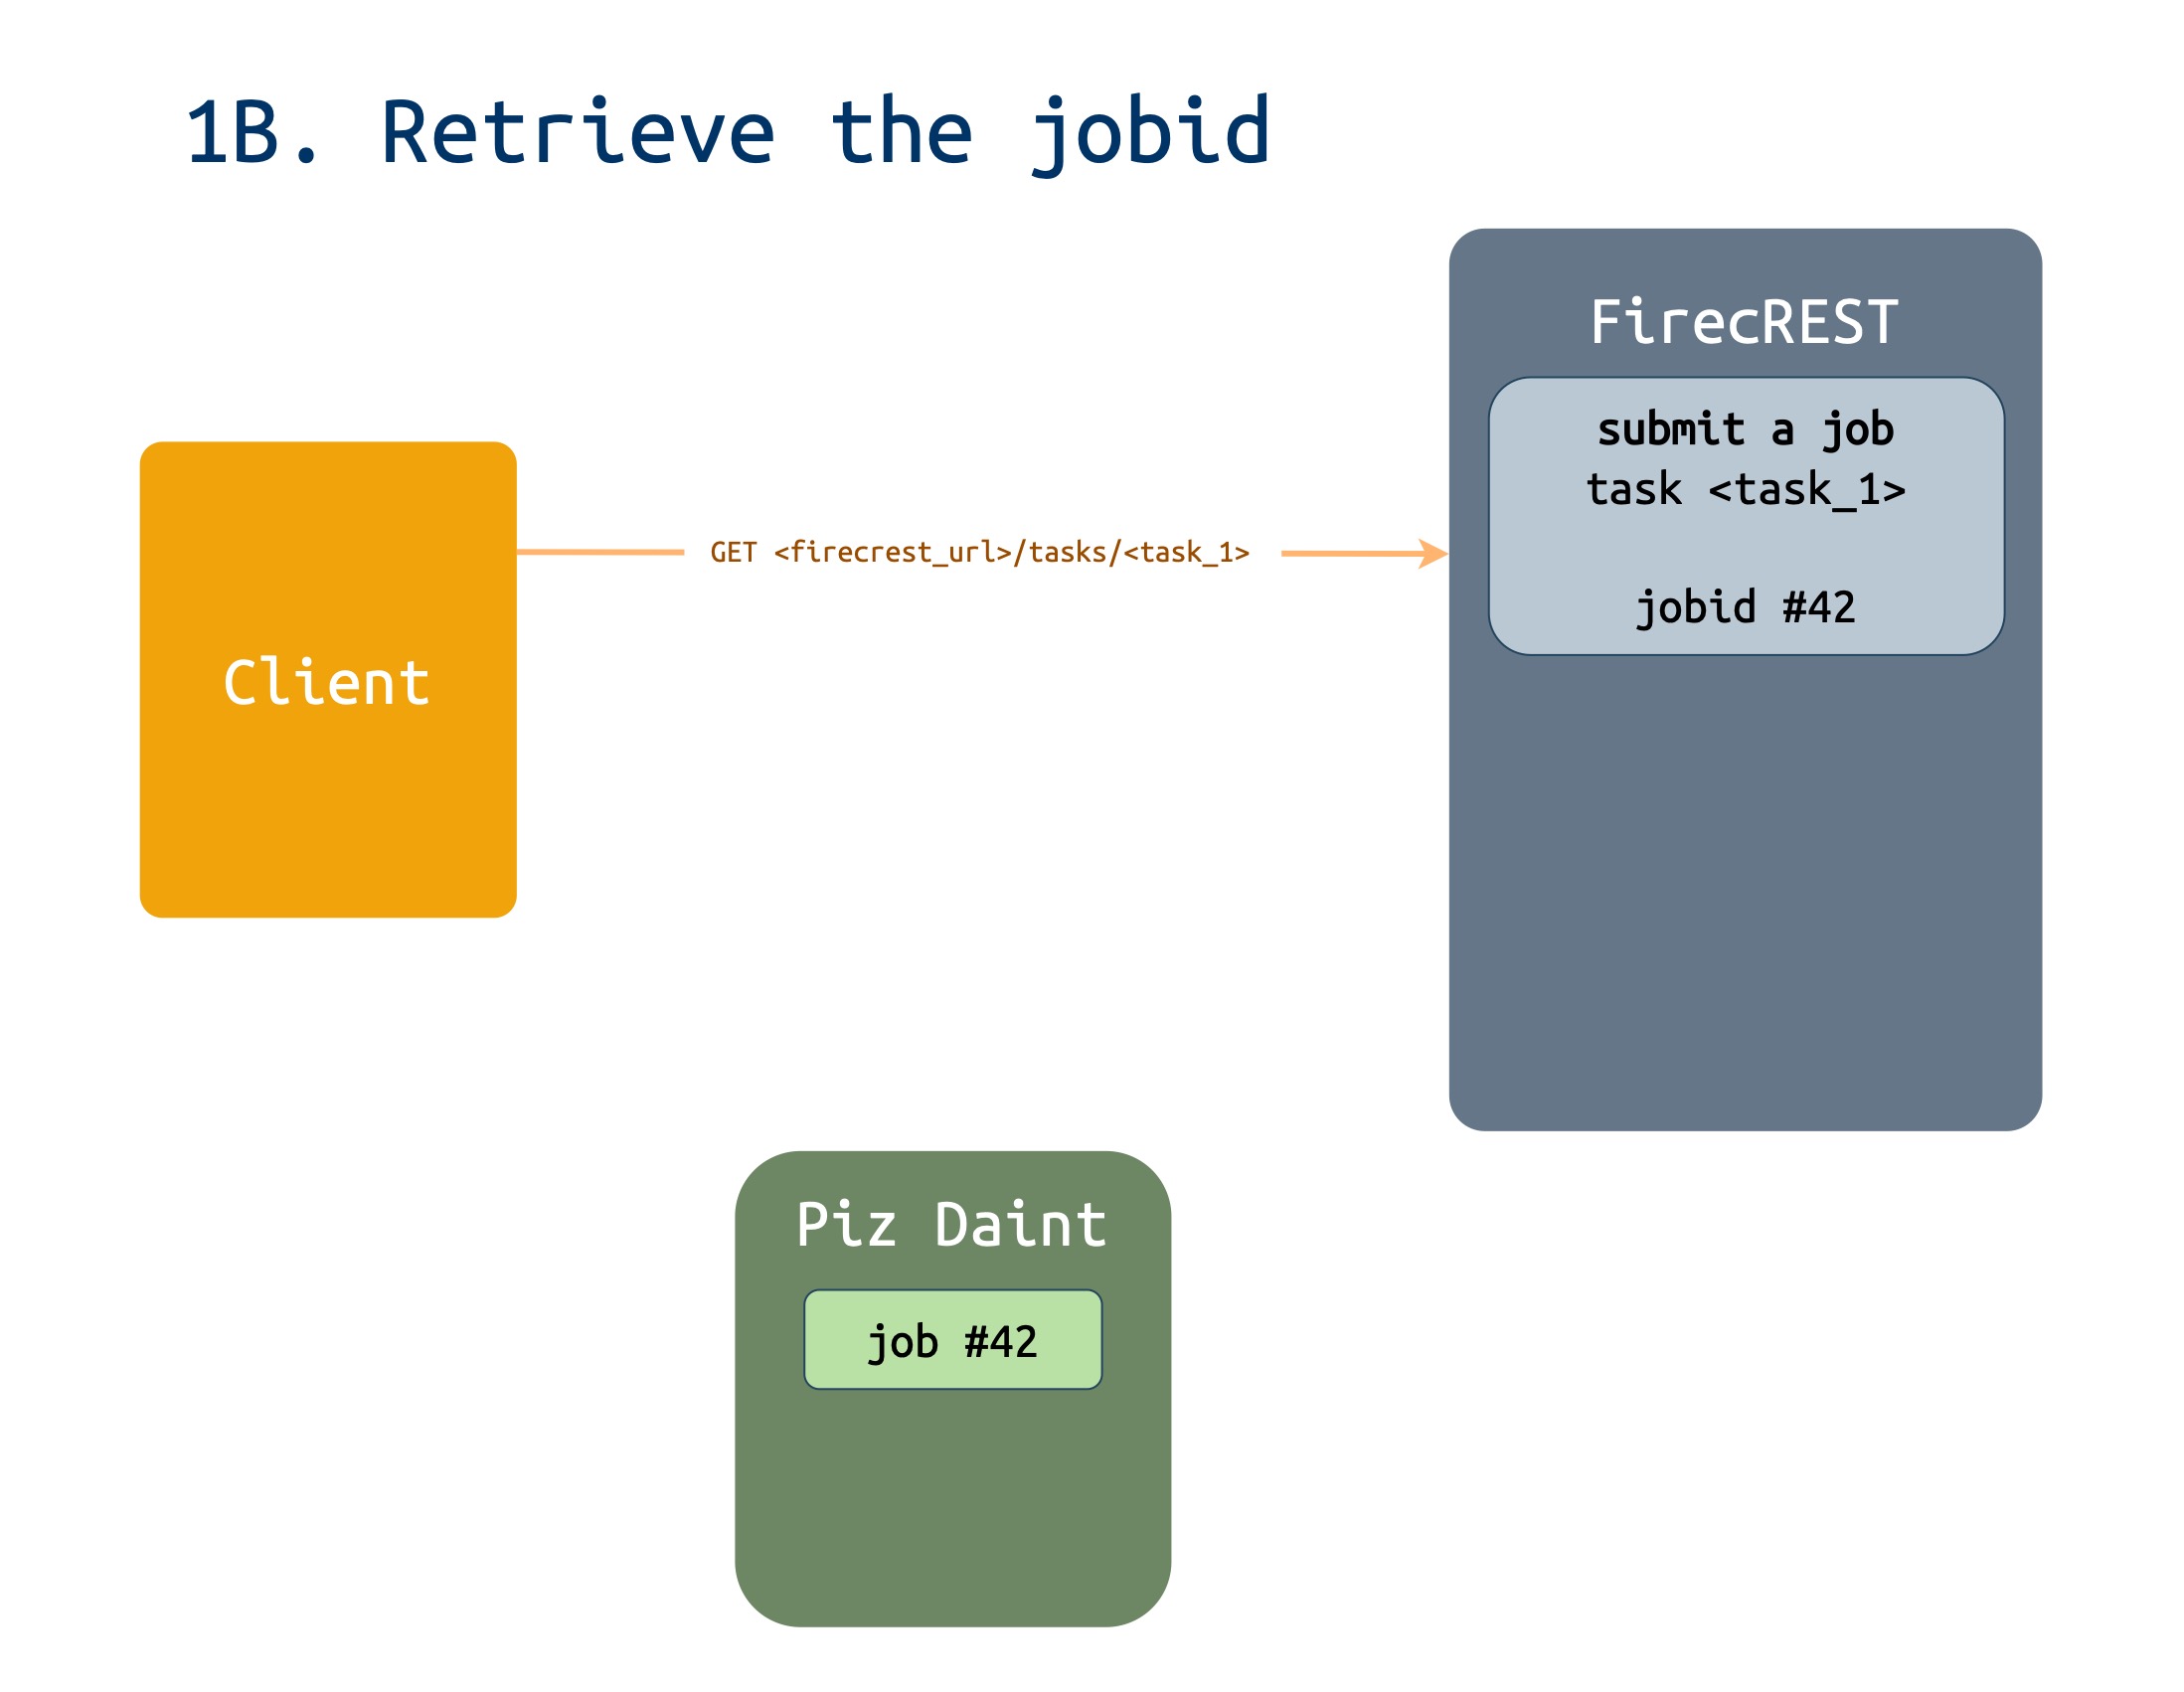 1B. Retrieve the jobid
FirecREST
submit a job
task <task_1>
jobid #42
GET <firecrest_url>/tasks/<task_1>
Client
Piz Daint
job #42